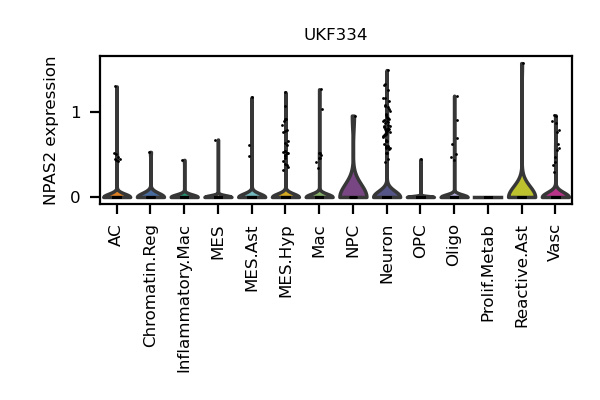 UKF334
NPAS2 expression
1
0
AC
Chromatin.Reg
Inflammatory.Mac
MES
MES.Ast
MES.Hyp
Mac
NPC
Neuron
OPC
Oligo
Prolif.Metab
Reactive.Ast
Vasc